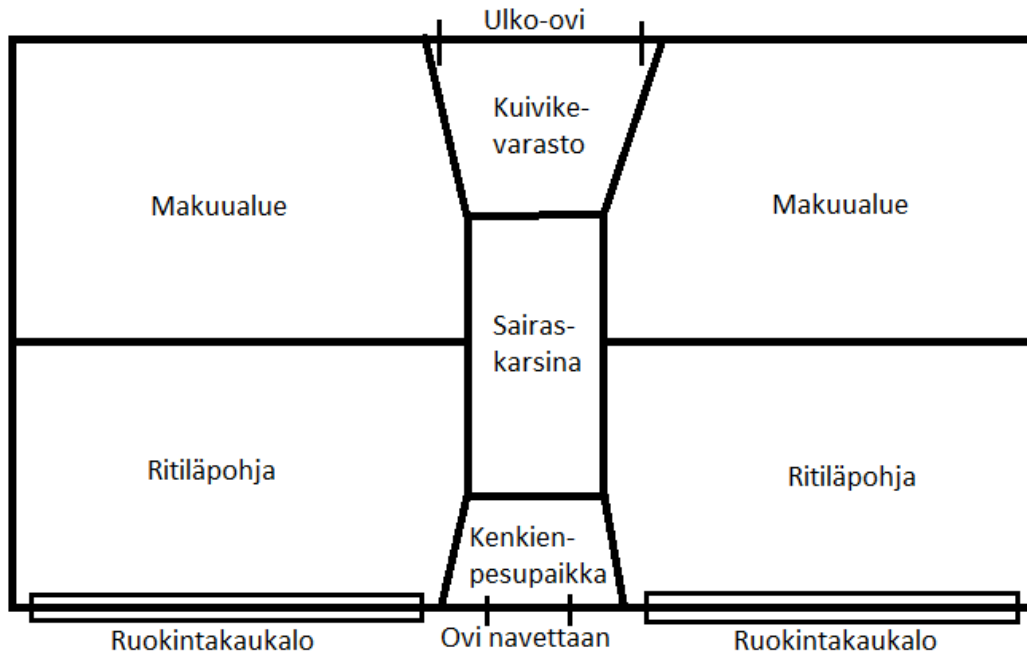 Ulko-ovi
Kuivike-
varasto
Makuualue
Makuualue
Sairas-
karsina
Ritiläpohja
Ritiläpohja
Kenkien-
pesupaikka
Ruokintakaukalo
Ovi navettaan
Ruokintakaukalo